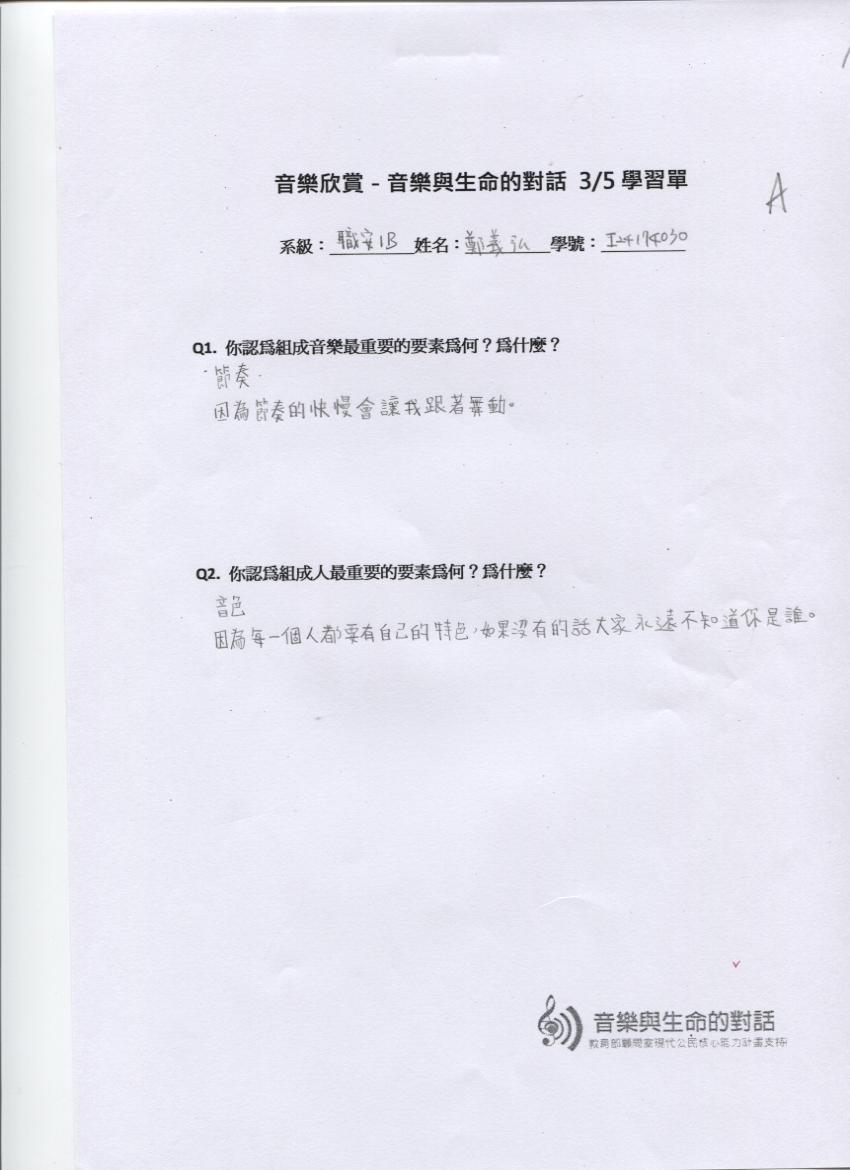 音樂欣賞 - 音樂與生命的對話 3/5 學習單
A
系級：職安1B 姓名：鄭義弘 學號：I24174030
Q1. 你認為組成音樂最重要的要素為何？為什麼？
節奏
因為節奏的快慢會讓我跟著舞動。
Q2. 你認為組成人最重要的要素為何？為什麼？
音色
因為每一個人都要有自己的特色，如果沒有的話大家永遠不知道你是誰。
音樂與生命的對話
教育部顧問室現代公民核心能力計畫支持